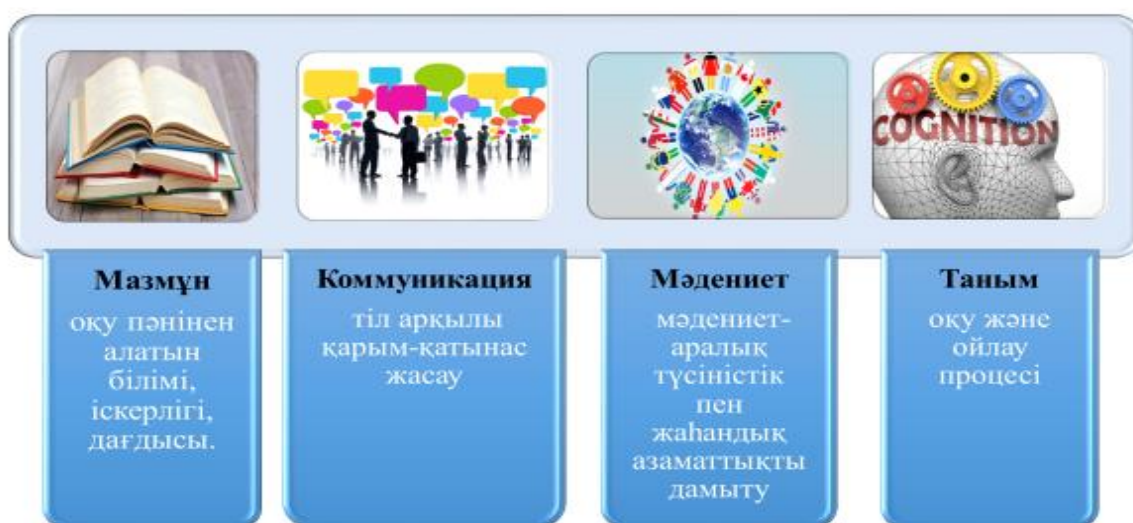 COGNITION
Мазмұн
оқу пәнінен
алатын
білімі,
іскерлігі,
дағдысы.
Коммуникация
тіл арқылы
қарым-қатынас
жасау
Мәдениет
мәдениет-
аралық
түсіністік
пен
жаһандық
азаматтықты
дамыту
Таным
оқу және
ойлау
процесі